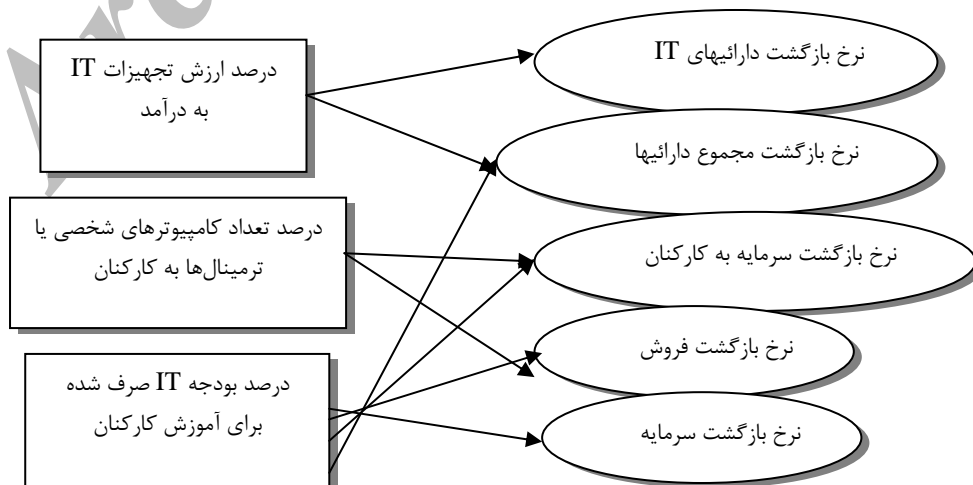 درصد ارزش تجهیزات IT
به درآمد
درصد تعداد کامپیوترهای شخصی یا
ترمینال‌ها به کارکنان
درصد بودجه IT صرف شده
برای آموزش کارکنان
نرخ بازگشت دارائیهای IT
نرخ بازگشت مجموع دارائیها
نرخ بازگشت سرمایه به کارکنان
نرخ بازگشت فروش
نرخ بازگشت سرمایه